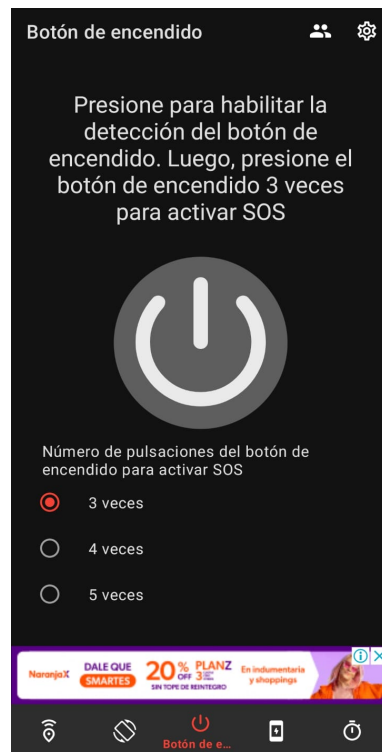 Botón de encendido
Presione para habilitar la
detección del botón de
encendido. Luego, presione el
botón de encendido 3 veces
para activar SOS
Número de pulsaciones del botón de
encendido para activar SOS
3 veces
4 veces
5 veces
NaranjaX
DALE QUE
SMARTES
20% OFF
PLANZ
3
SIN TOPE DE REINTEGRO
En indumentaria
y shoppings
Botón de e...